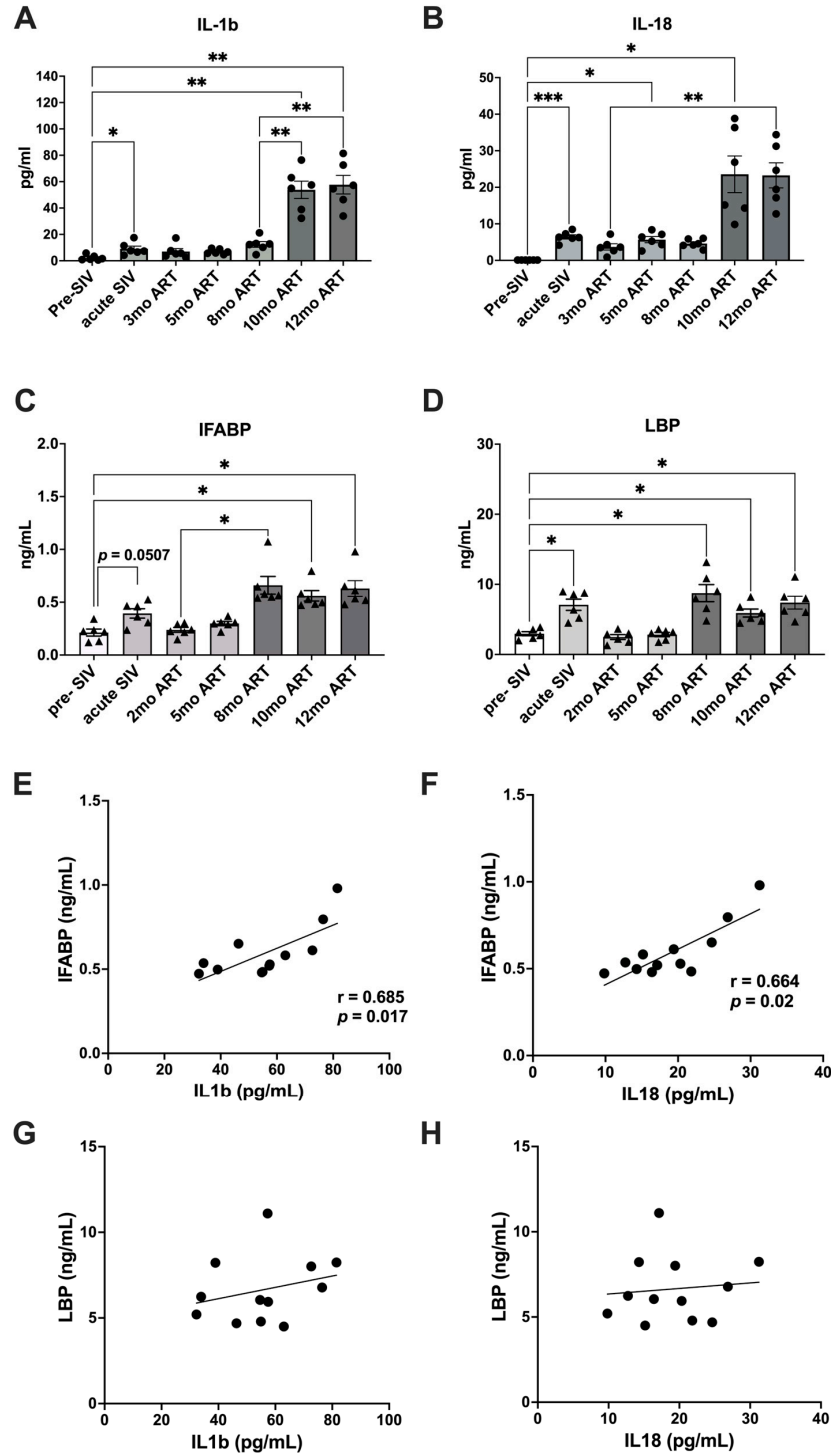 A
IL-1b
**
**
**
*
**
140
120
100
80
60
40
20
0
pg/ml
Pre-SIV
acute SIV
3mo ART
5mo ART
8mo ART
10mo ART
12mo ART
B
IL-18
*
*
***
**
50
40
30
20
10
0
pg/ml
Pre-SIV
acute SIV
3mo ART
5mo ART
8mo ART
10mo ART
12mo ART
C
IFABP
*
*
*
p = 0.0507
2.0
1.5
1.0
0.5
0.0
ng/mL
pre- SIV
acute SIV
2mo ART
5mo ART
8mo ART
10mo ART
12mo ART
D
LBP
*
*
*
*
30
20
10
0
ng/mL
pre- SIV
acute SIV
2mo ART
5mo ART
8mo ART
10mo ART
12mo ART
E
1.5
1.0
0.5
0.0
IFABP (ng/mL)
r = 0.685
p = 0.017
0 20 40 60 80 100
IL1b (pg/mL)
F
1.5
1.0
0.5
0.0
IFABP (ng/mL)
r = 0.664
p = 0.02
0 10 20 30 40
IL18 (pg/mL)
G
15
10
5
0
LBP (ng/mL)
0 20 40 60 80 100
IL1b (pg/mL)
H
15
10
5
0
LBP (ng/mL)
0 10 20 30 40
IL18 (pg/mL)